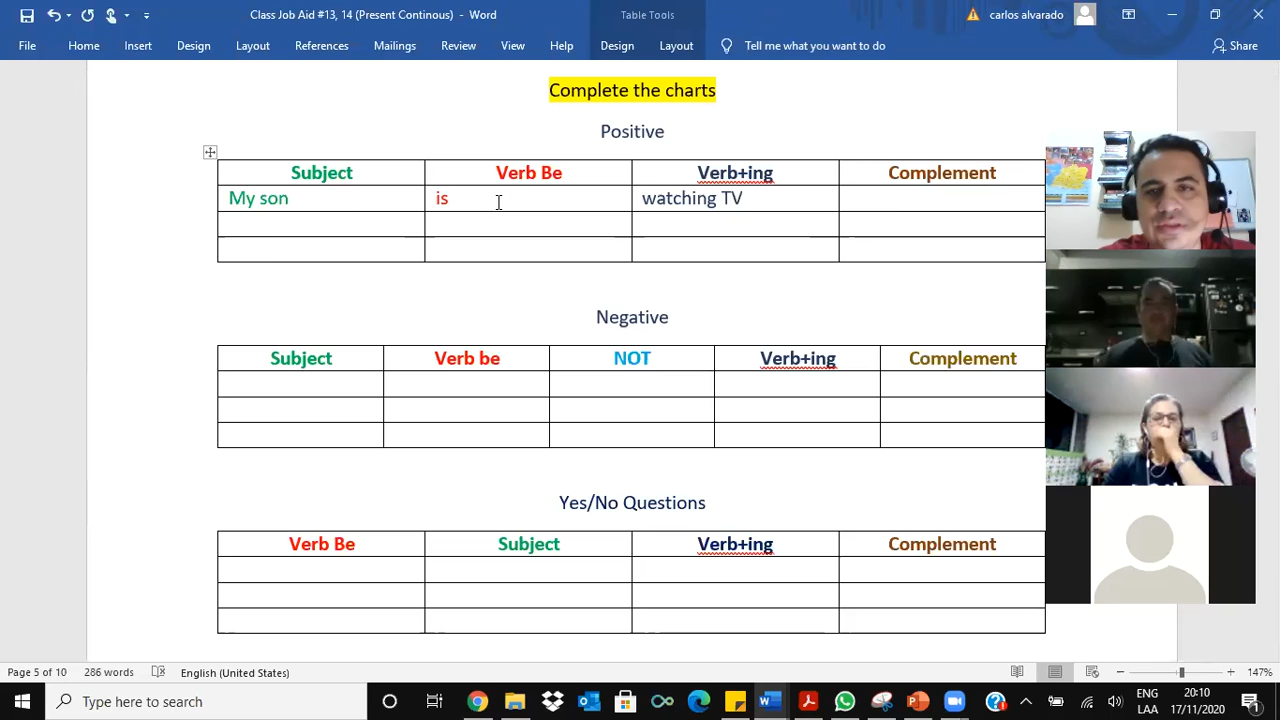 Class Job Aid #13, 14 (Present Continous) - Word
Table Tools
carlos alvarado
File Home Insert Design Layout References Mailings Review View Help Design Layout Tell me what you want to do Share
Complete the charts
Positive
Subject Verb Be Verb+ing Complement
My son is watching TV
Negative
Subject Verb be NOT Verb+ing Complement
Yes/No Questions
Verb Be Subject Verb+ing Complement
Page 5 of 10 286 words English (United States) 147%
Type here to search
ENG 20:10
LAA 17/11/2020